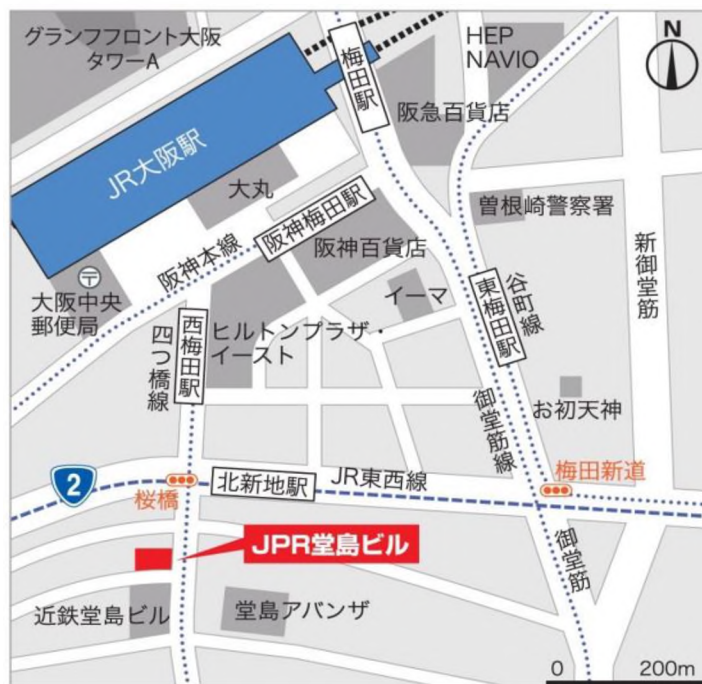 グランフフロント大阪
タワーA
梅田駅
HEP
NAVIO
N
阪急百貨店
JR大阪駅
大丸
阪神梅田駅
曽根崎警察署
阪神本線
阪神百貨店
新御堂筋
〒
大阪中央
郵便局
イーマ
谷町線
東梅田駅
西梅田駅
四つ橋線
ヒルトンプラザ・
イースト
お初天神
御堂筋線
2
桜橋
北新地駅
JR東西線
梅田新道
JPR堂島ビル
御堂筋
近鉄堂島ビル
堂島アバンザ
0 200m